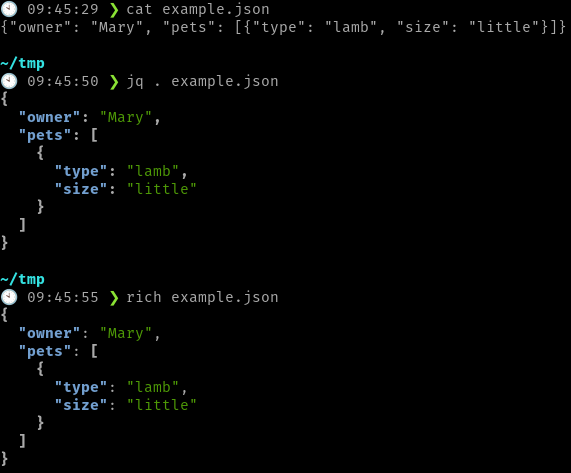 🕙 09:45:29 ❯ cat example.json
{"owner": "Mary", "pets": [{"type": "lamb", "size": "little"}]}
~/tmp
🕙 09:45:50 ❯ jq . example.json
{
  "owner": "Mary",
  "pets": [
    {
      "type": "lamb",
      "size": "little"
    }
  ]
}
~/tmp
🕙 09:45:55 ❯ rich example.json
{
  "owner": "Mary",
  "pets": [
    {
      "type": "lamb",
      "size": "little"
    }
  ]
}